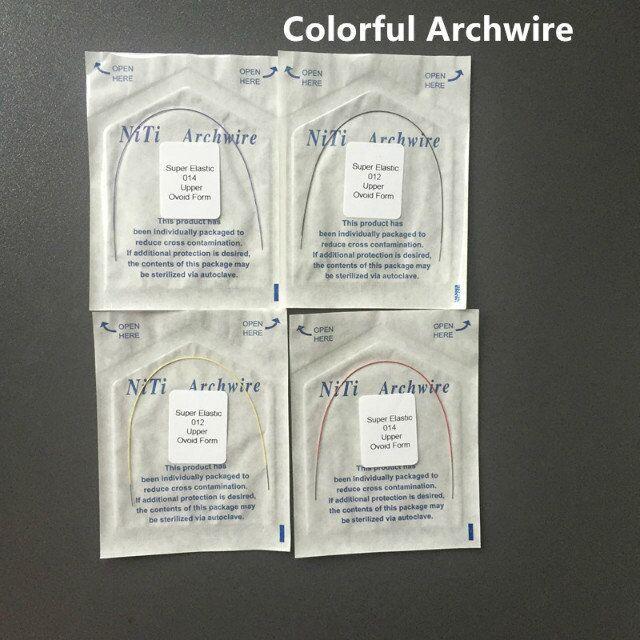 Colorful Archwire
OPEN
HERE
OPEN
HERE
NiTi Archwire
Super Elastic
014
Upper
Ovoid Form
This product has
been individually packaged to
reduce cross contamination.
If additional protection is desired,
the contents of this package may
be sterilized via autoclave.
OPEN
HERE
OPEN
HERE
NiTi Archwire
Super Elastic
012
Upper
Ovoid Form
This product has
been individually packaged to
reduce cross contamination.
If additional protection is desired,
the contents of this package may
be sterilized via autoclave.
OPEN
HERE
OPEN
HERE
NiTi Archwire
Super Elastic
012
Upper
Ovoid Form
This product has
been individually packaged to
reduce cross contamination.
If additional protection is desired,
the contents of this package may
be sterilized via autoclave.
OPEN
HERE
OPEN
HERE
NiTi Archwire
Super Elastic
014
Upper
Ovoid Form
This product has
been individually packaged to
reduce cross contamination.
If additional protection is desired,
the contents of this package may
be sterilized via autoclave.